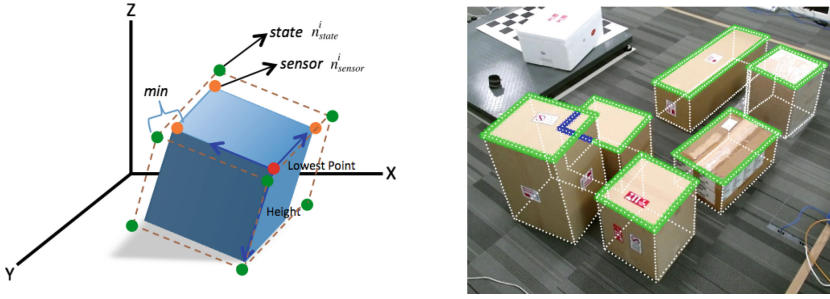 Z
state n^i_state
sensor n^i_sensor
min
Lowest Point
X
Height
Y